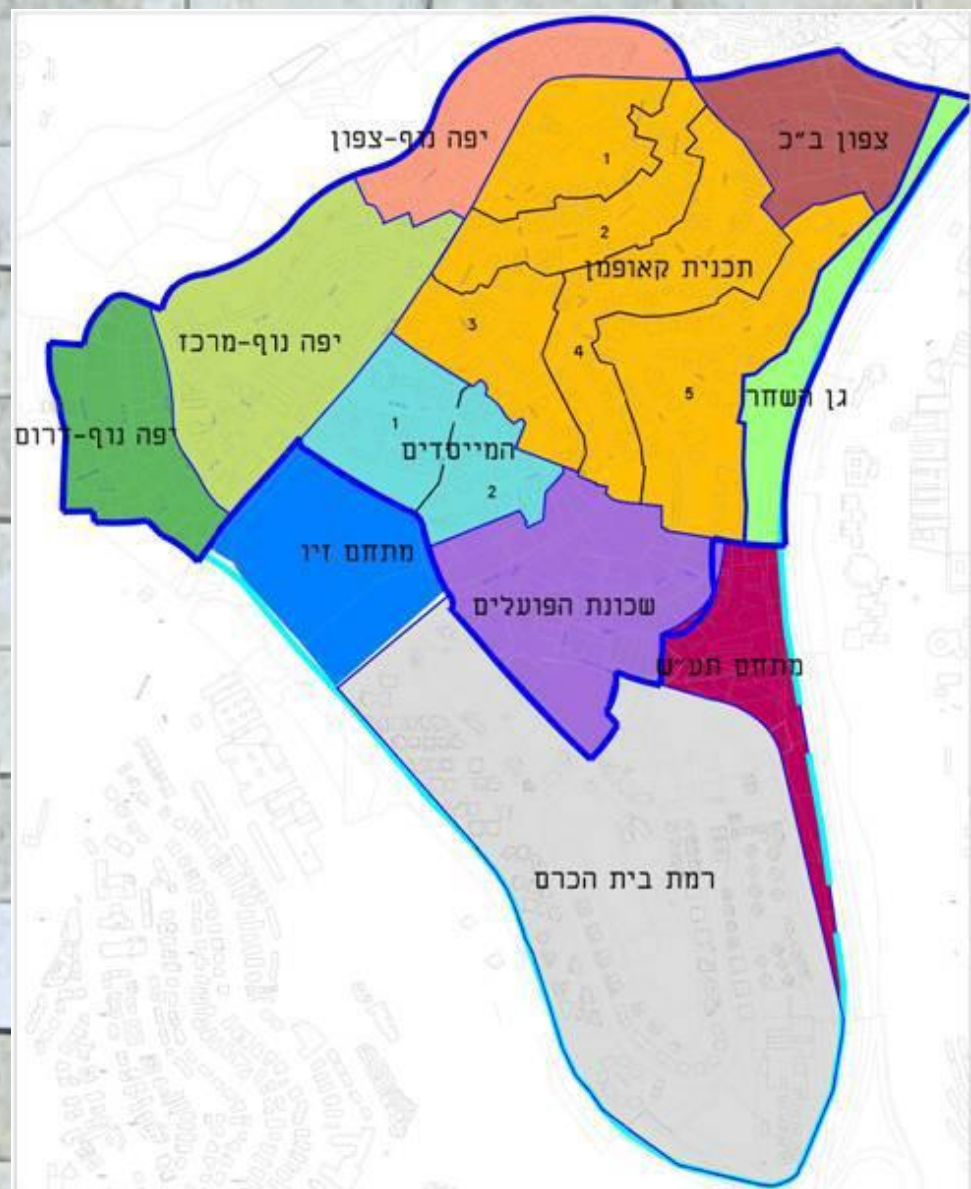 יפה נוף-צפון
צפון ב"כ
1
2
תכנית קאופמן
3
יפה נוף-מרכז
4
5
גן השחר
1
המייסדים
יפה נוף-דרום
2
מתחם זיו
שכונת הפועלים
מתחם תע"ש
רמת בית הכרם